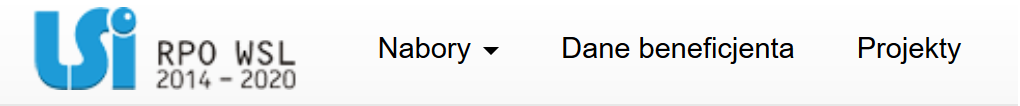 LSI RPO WSL Nabory Dane beneficjenta Projekty
2014 – 2020